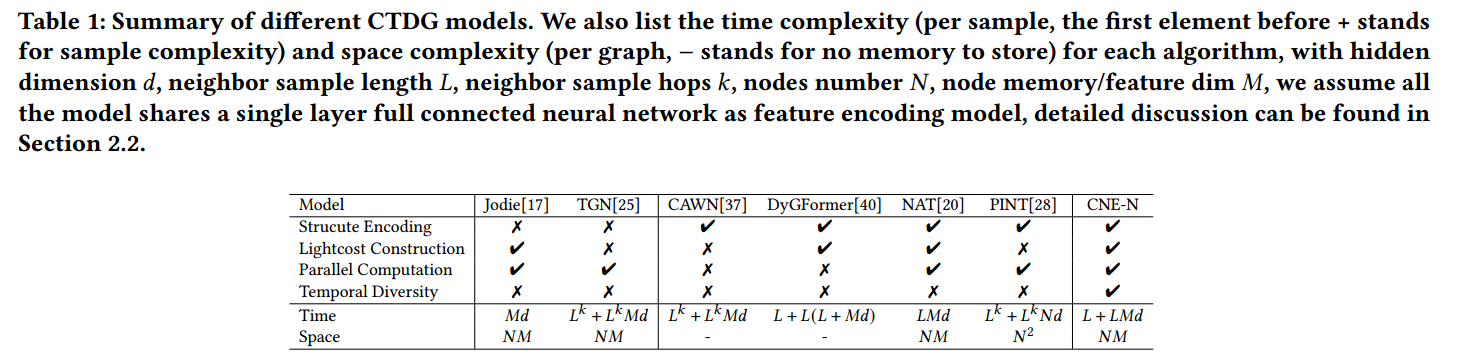 Table 1: Summary of different CTDG models. We also list the time complexity (per sample, the first element before + stands
for sample complexity) and space complexity (per graph, − stands for no memory to store) for each algorithm, with hidden
dimension d, neighbor sample length L, neighbor sample hops k, nodes number N, node memory/feature dim M, we assume all
the model shares a single layer full connected neural network as feature encoding model, detailed discussion can be found in
Section 2.2.
Model Jodie[17] TGN[25] CAWN[37] DyGFormer[40] NAT[20] PINT[28] CNE-N
Strucute Encoding ✗ ✗ ✔ ✔ ✔ ✔ ✔
Lightcost Construction ✔ ✗ ✗ ✔ ✔ ✗ ✔
Parallel Computation ✔ ✔ ✗ ✗ ✔ ✔ ✔
Temporal Diversity ✗ ✗ ✗ ✗ ✗ ✗ ✔
Time Md L^k + L^k Md L^k + L^k Md L + L(L + Md) LMd L^k + L^k Nd L + LMd
Space NM NM - - NM N^2 NM